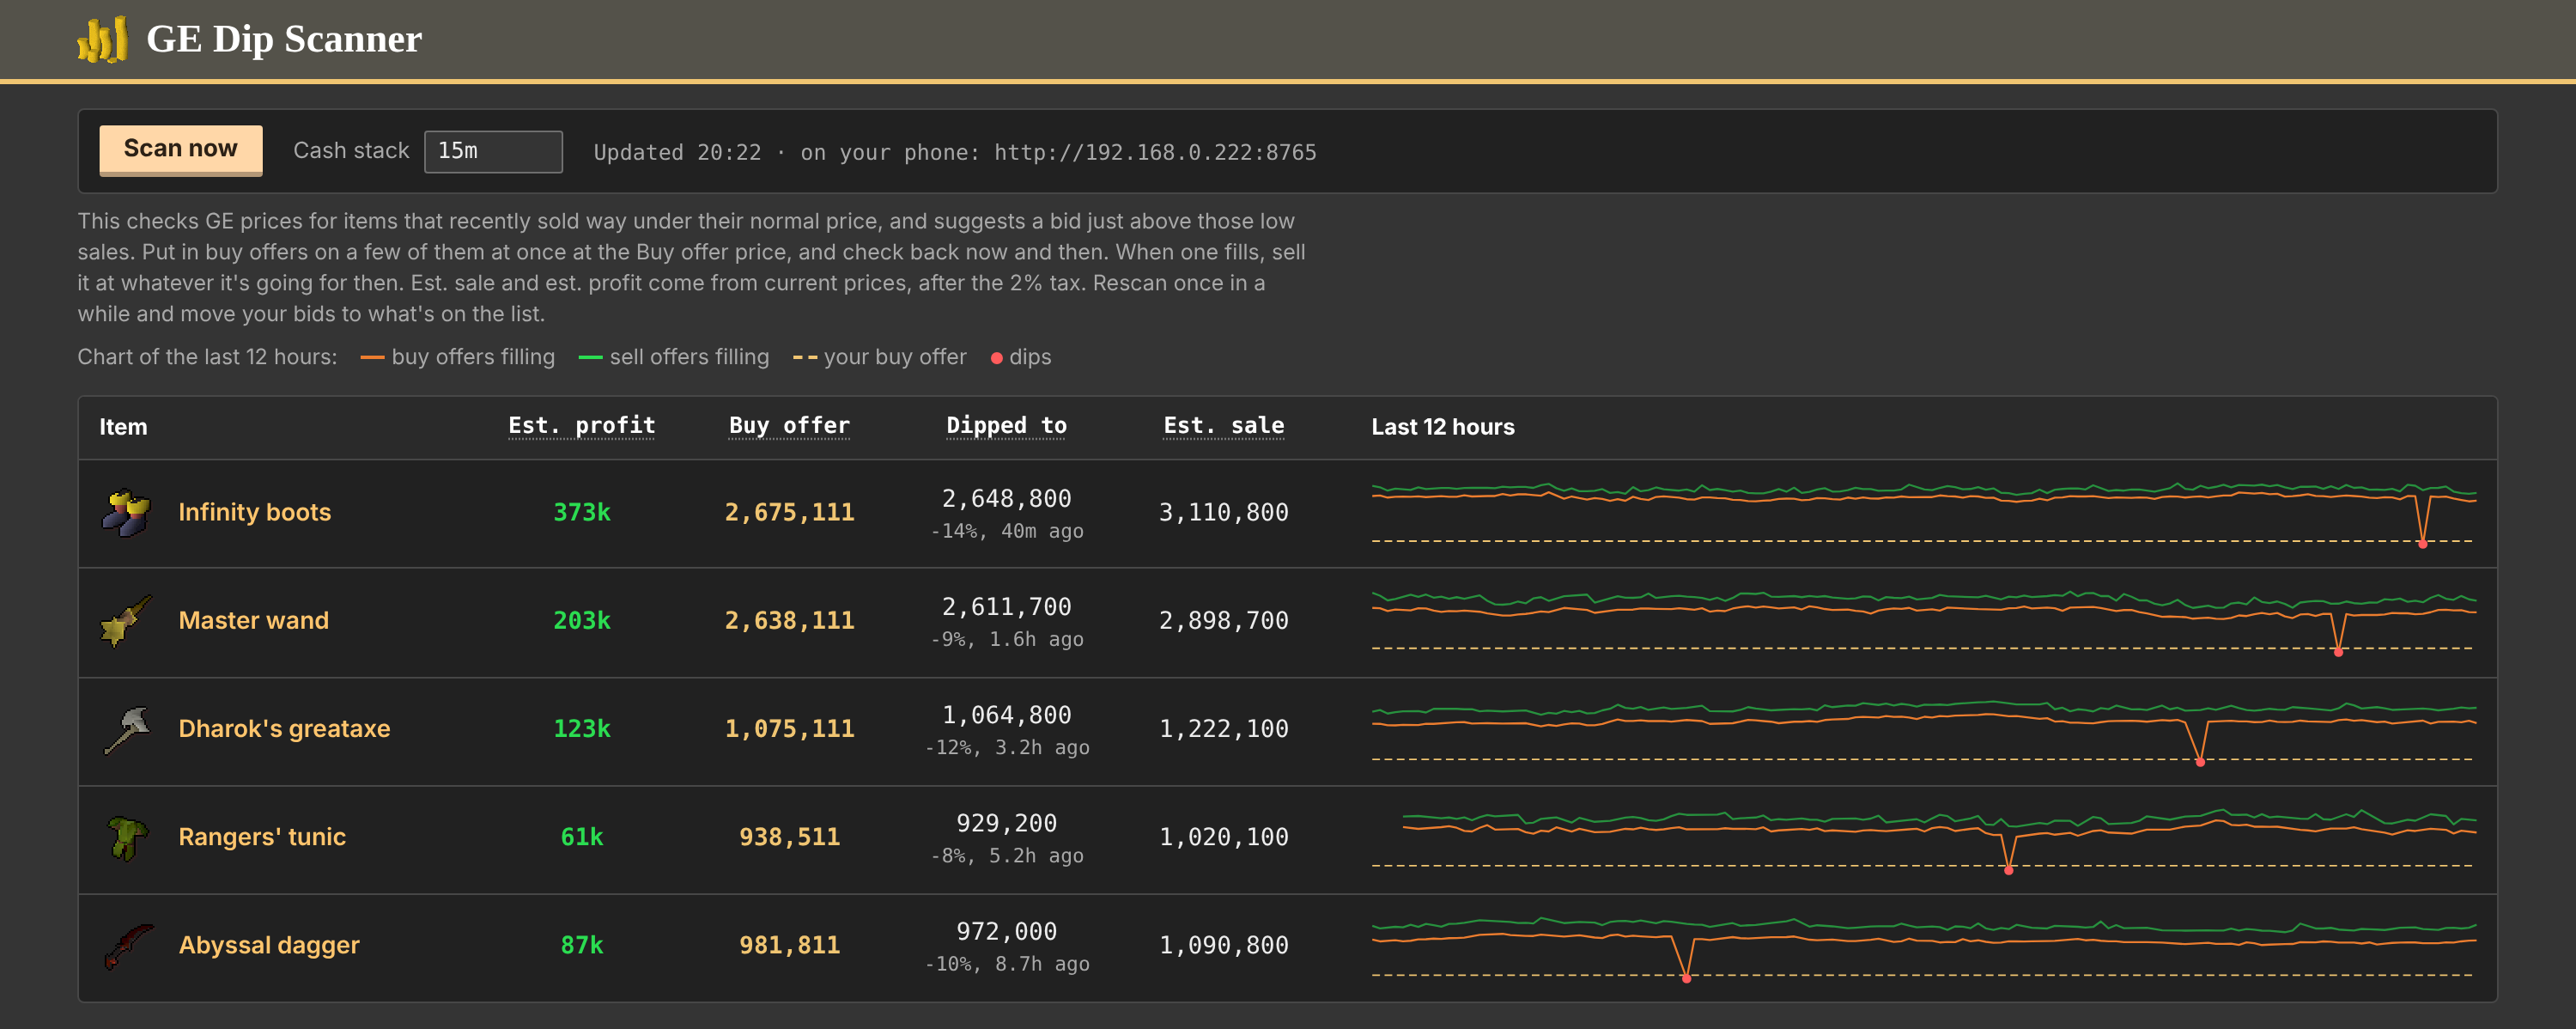 GE Dip Scanner
Scan now Cash stack 15m Updated 20:22 · on your phone: http://192.168.0.222:8765
This checks GE prices for items that recently sold way under their normal price, and suggests a bid just above those low
sales. Put in buy offers on a few of them at once at the Buy offer price, and check back now and then. When one fills, sell
it at whatever it's going for then. Est. sale and est. profit come from current prices, after the 2% tax. Rescan once in a
while and move your bids to what's on the list.
Chart of the last 12 hours: buy offers filling sell offers filling your buy offer dips
Item Est. profit Buy offer Dipped to Est. sale Last 12 hours
Infinity boots 373k 2,675,111 2,648,800 3,110,800
-14%, 40m ago
Master wand 203k 2,638,111 2,611,700 2,898,700
-9%, 1.6h ago
Dharok's greataxe 123k 1,075,111 1,064,800 1,222,100
-12%, 3.2h ago
Rangers' tunic 61k 938,511 929,200 1,020,100
-8%, 5.2h ago
Abyssal dagger 87k 981,811 972,000 1,090,800
-10%, 8.7h ago